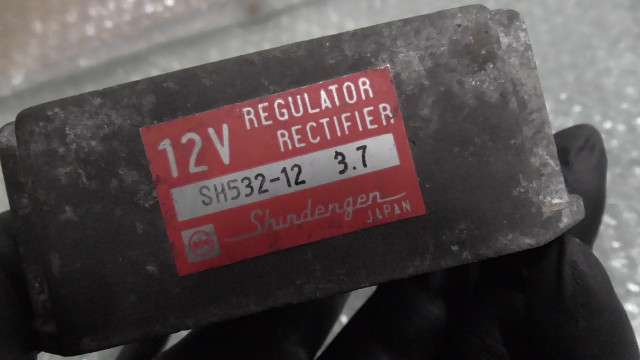 12V REGULATOR
RECTIFIER
SH532-12 3.7
Shindengen
JAPAN